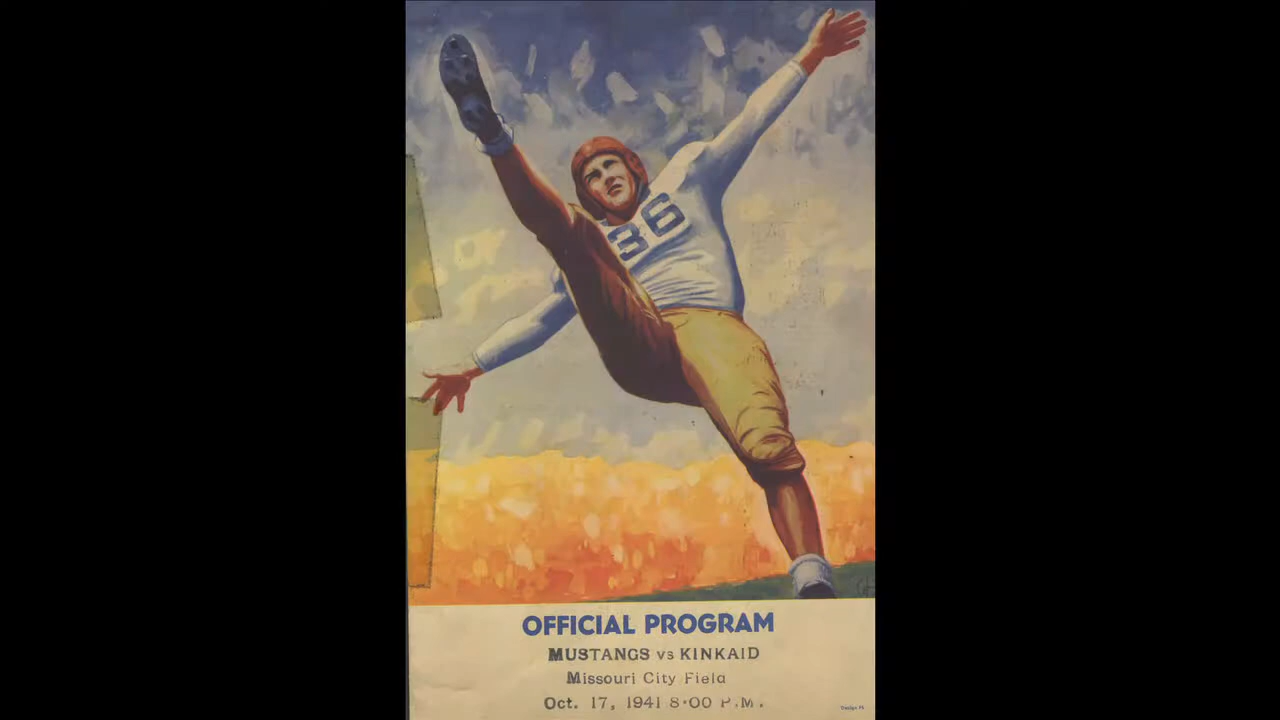 36
OFFICIAL PROGRAM
MUSTANGS vs KINKAID
Missouri City Field
Oct. 17, 1941 8:00 P.M.